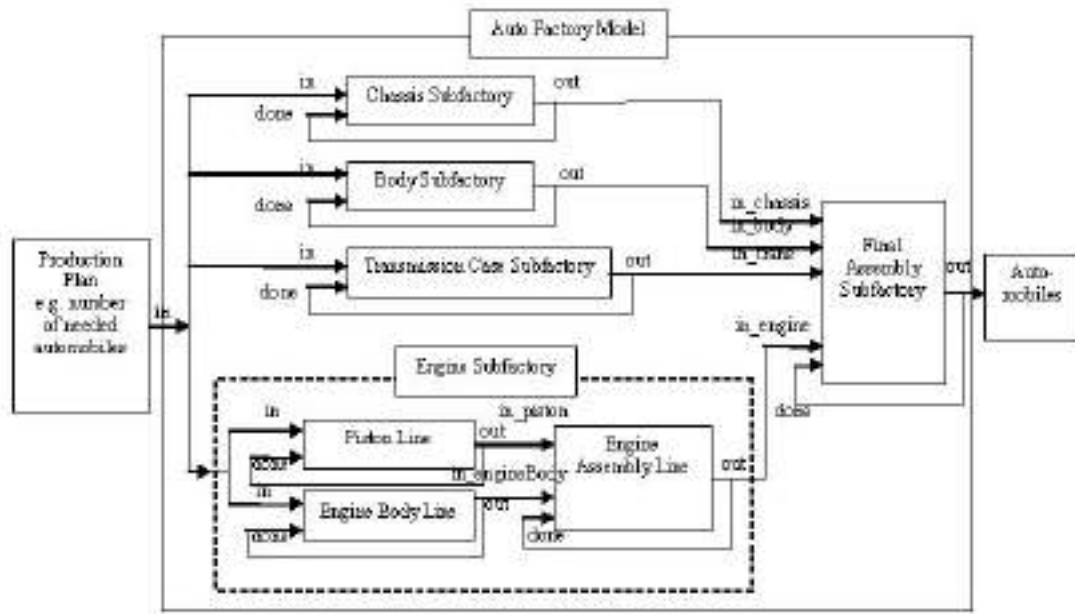 Auto Factory Model
in
Chassis Subfactory
out
done
in
Body Subfactory
out
done
in
Transmission Case Subfactory
out
done
in_chassis
in_body
in_trans
Final
Assembly
Subfactory
out
Auto-
mobiles
Production
Plan
e.g. number
of needed
automobiles
in
in_engine
done
Engine Subfactory
in
Piston Line
out
done
in_piston
in_engineBody
Engine
Assembly Line
out
done
in
Engine Body Line
out
done